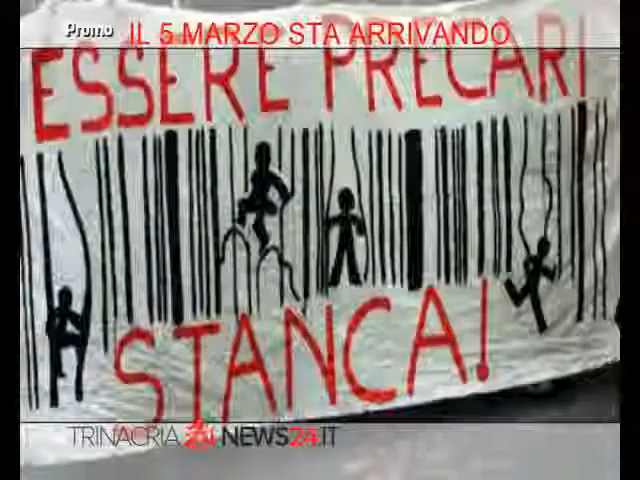 Promo IL 5 MARZO STA ARRIVANDO
ESSERE PRECARI
STANCA!
TRINACRIA NEWS24.IT